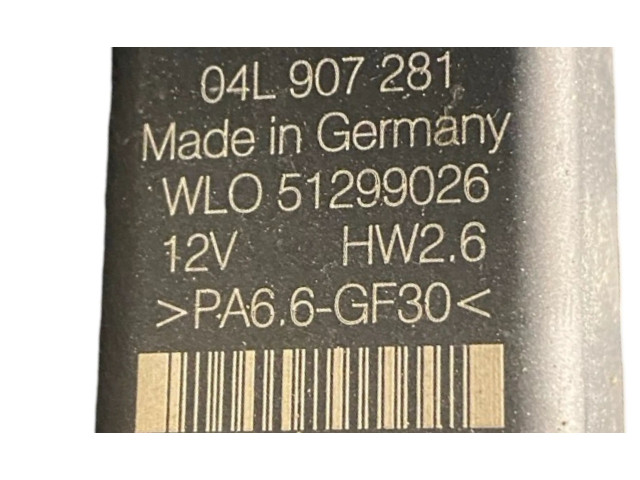 04L 907 281
Made in Germany
WLO 51299026
12V HW2.6
>PA6.6-GF30<